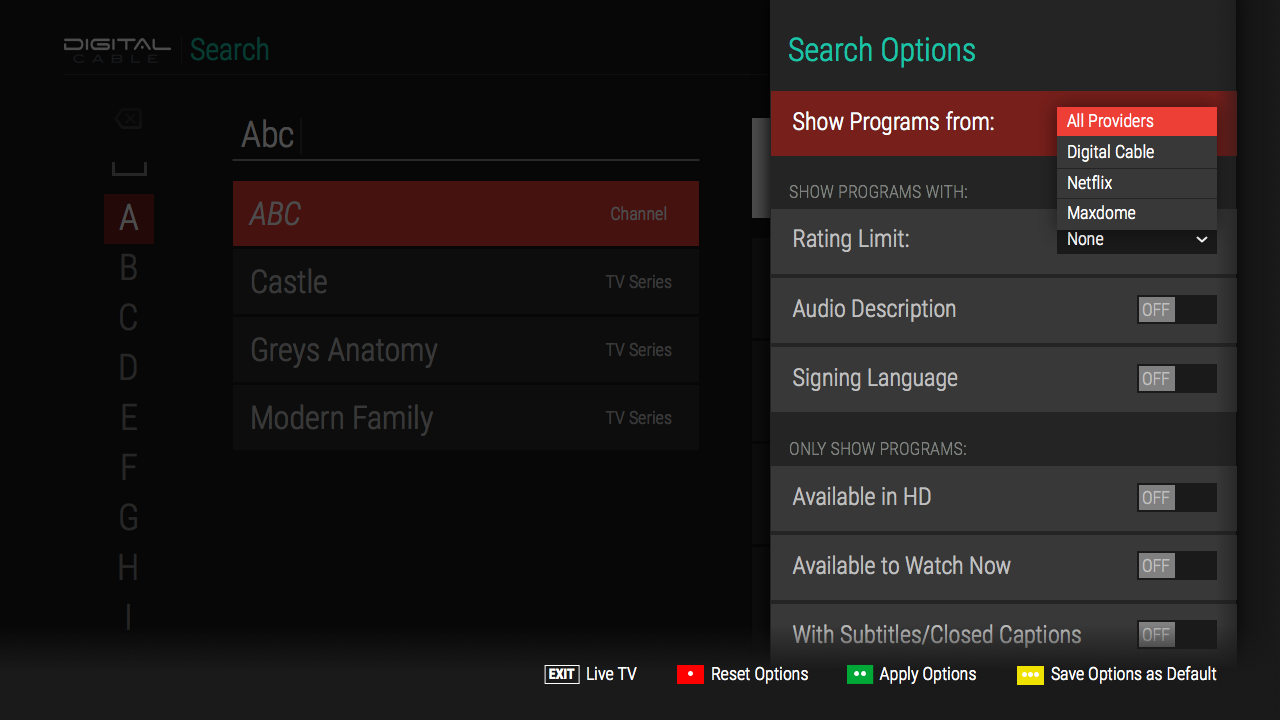 DIGITAL
CABLE
Search
Abc
A
B
C
D
E
F
G
H
I
ABC Channel
Castle TV Series
Greys Anatomy TV Series
Modern Family TV Series
Search Options
Show Programs from:
All Providers
Digital Cable
Netflix
Maxdome
SHOW PROGRAMS WITH:
Rating Limit: None
Audio Description OFF
Signing Language OFF
ONLY SHOW PROGRAMS:
Available in HD OFF
Available to Watch Now OFF
With Subtitles/Closed Captions OFF
EXIT Live TV Reset Options Apply Options Save Options as Default